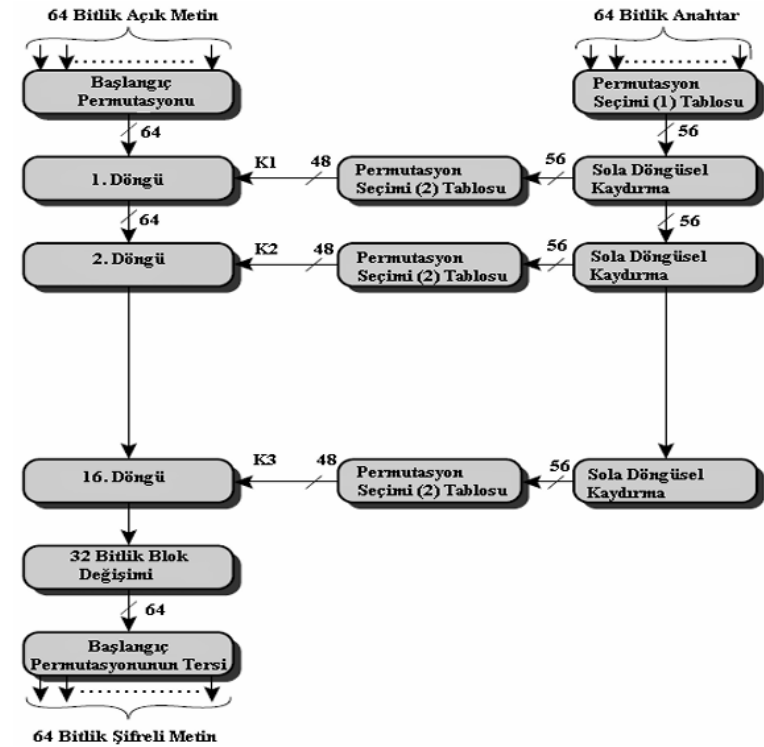 64 Bitlik Açık Metin
64 Bitlik Anahtar
Başlangıç
Permutasyonu
Permutasyon
Seçimi (1) Tablosu
64
56
1. Döngü
K1
48
Permutasyon
Seçimi (2) Tablosu
56
Sola Döngüsel
Kaydırma
64
56
2. Döngü
K2
48
Permutasyon
Seçimi (2) Tablosu
56
Sola Döngüsel
Kaydırma
16. Döngü
K3
48
Permutasyon
Seçimi (2) Tablosu
56
Sola Döngüsel
Kaydırma
32 Bitlik Blok
Değişimi
64
Başlangıç
Permutasyonunun Tersi
64 Bitlik Şifreli Metin